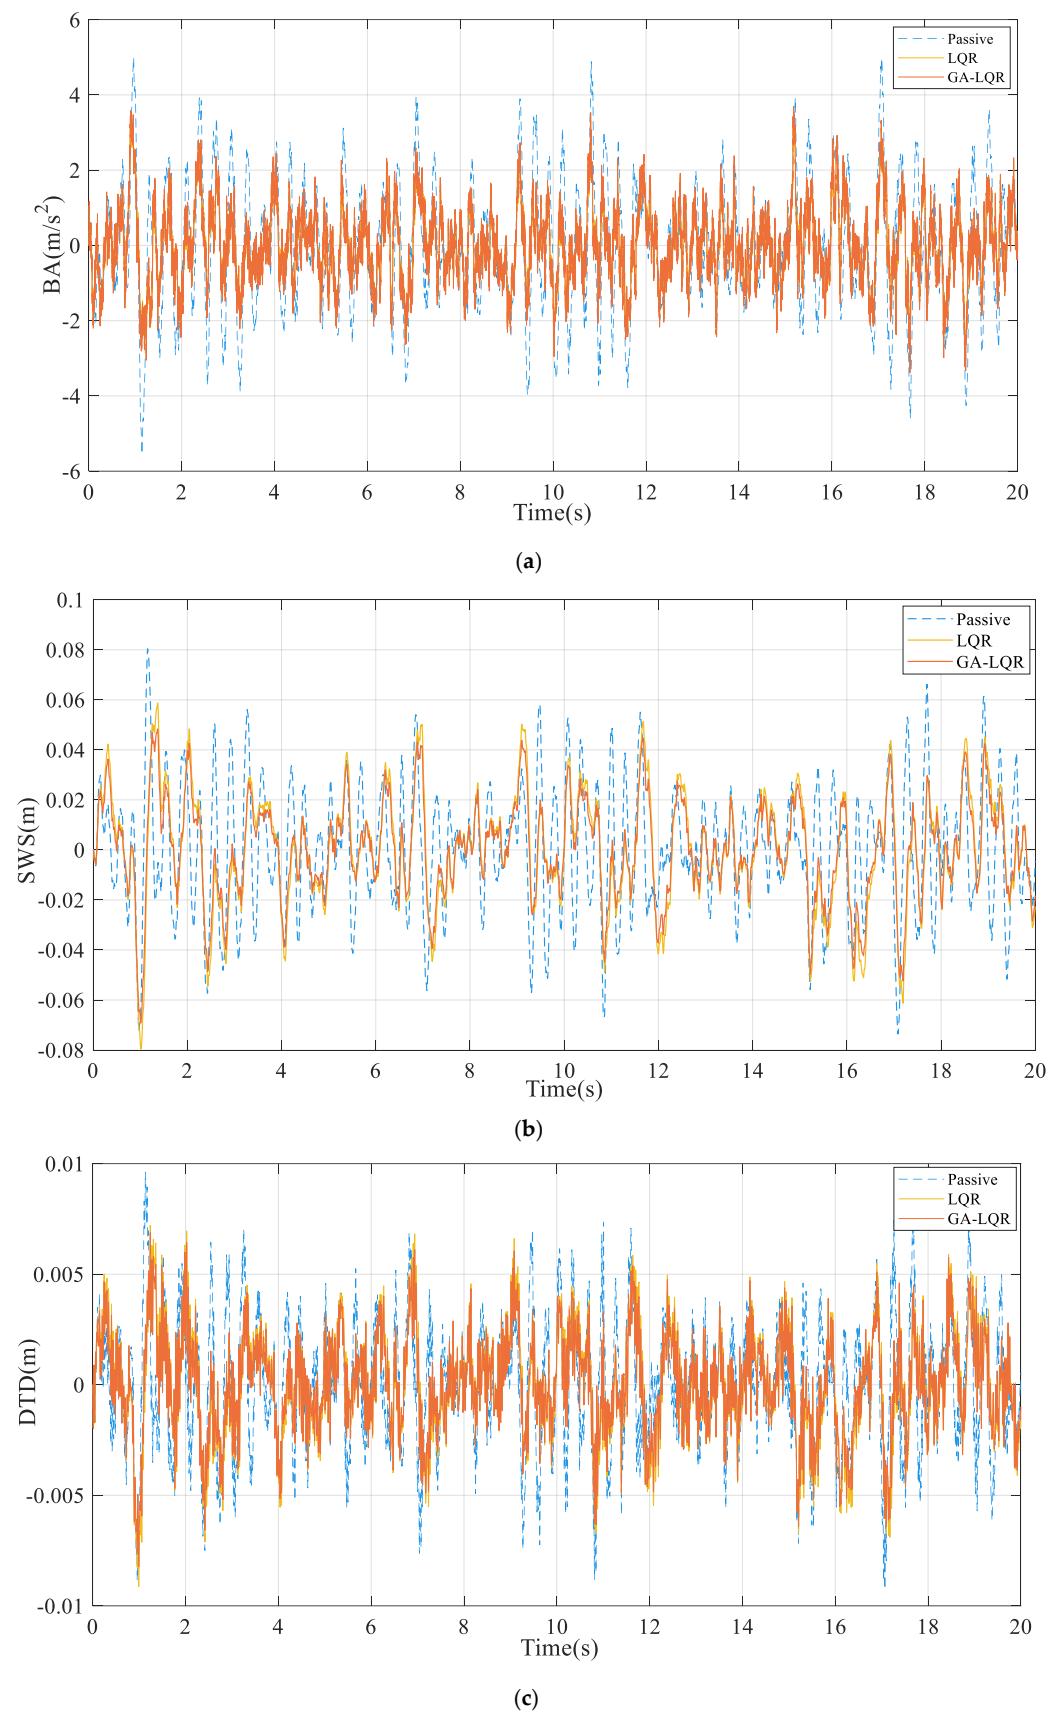 6
4
2
0
-2
-4
-6
BA(m/s²)
Passive
LQR
GA-LQR
0 2 4 6 8 10 12 14 16 18 20
Time(s)
(a)
0.1
0.08
0.06
0.04
0.02
0
-0.02
-0.04
-0.06
-0.08
SWS(m)
Passive
LQR
GA-LQR
0 2 4 6 8 10 12 14 16 18 20
Time(s)
(b)
0.01
0.005
0
-0.005
-0.01
DTD(m)
Passive
LQR
GA-LQR
0 2 4 6 8 10 12 14 16 18 20
Time(s)
(c)